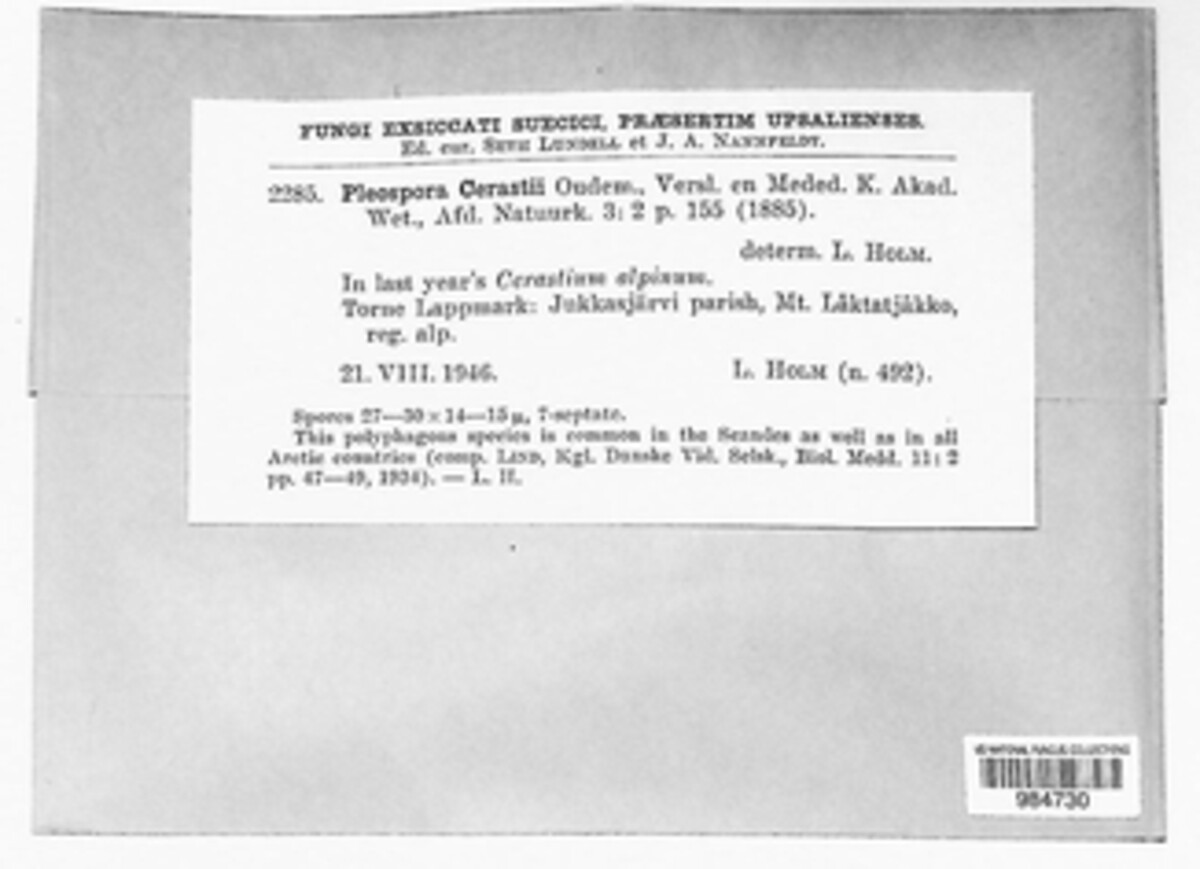 FUNGI EXSICCATI SUECICI, PRÆSERTIM UPSALIENSES.
Ed. cur. SETH LUNDELL et J. A. NANNFELDT.
2285. Pleospora Cerastii Oudem., Versl. en Meded. K. Akad.
Wet., Afd. Natuurk. 3: 2 p. 155 (1885).
determ. L. HOLM.
In last year's Cerastium alpinum.
Torne Lappmark: Jukkasjärvi parish, Mt. Låktatjåkko,
reg. alp.
21. VIII. 1946. L. HOLM (n. 492).
Spores 27—30 × 14—15 μ, 7-septate.
This polyphagous species is common in the Scandes as well as in all
Arctic countries (comp. LIND, Kgl. Danske Vid. Selsk., Biol. Medd. 11: 2
pp. 47—49, 1934). — L. H.
US NATIONAL FUNGUS COLLECTIONS
984730